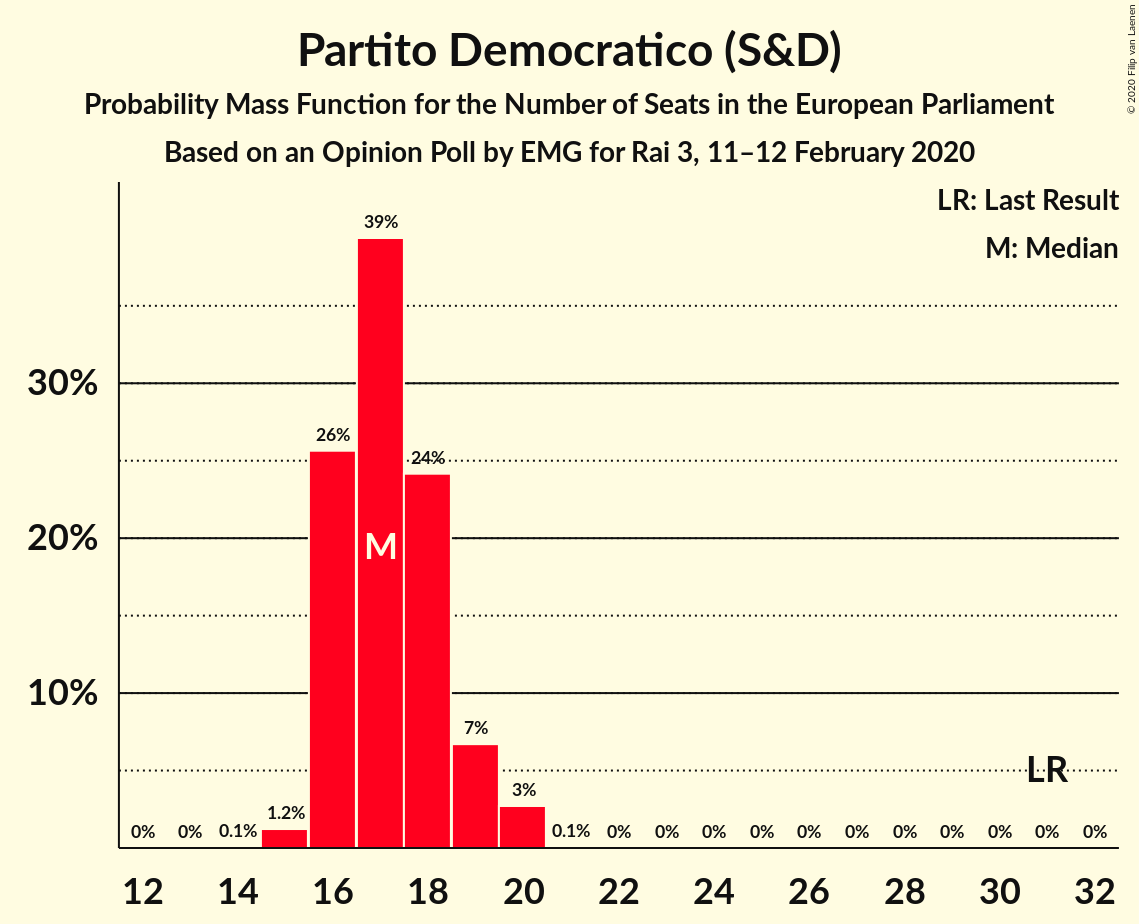 Partito Democratico (S&D)
Probability Mass Function for the Number of Seats in the European Parliament
Based on an Opinion Poll by EMG for Rai 3, 11–12 February 2020
© 2020 Filip van Laenen
LR: Last Result
M: Median
39%
30%
26%
24%
20%
M
10%
7%
LR
3%
1.2%
0% 0% 0.1% 0.1% 0% 0% 0% 0% 0% 0% 0% 0% 0% 0% 0%
12 14 16 18 20 22 24 26 28 30 32